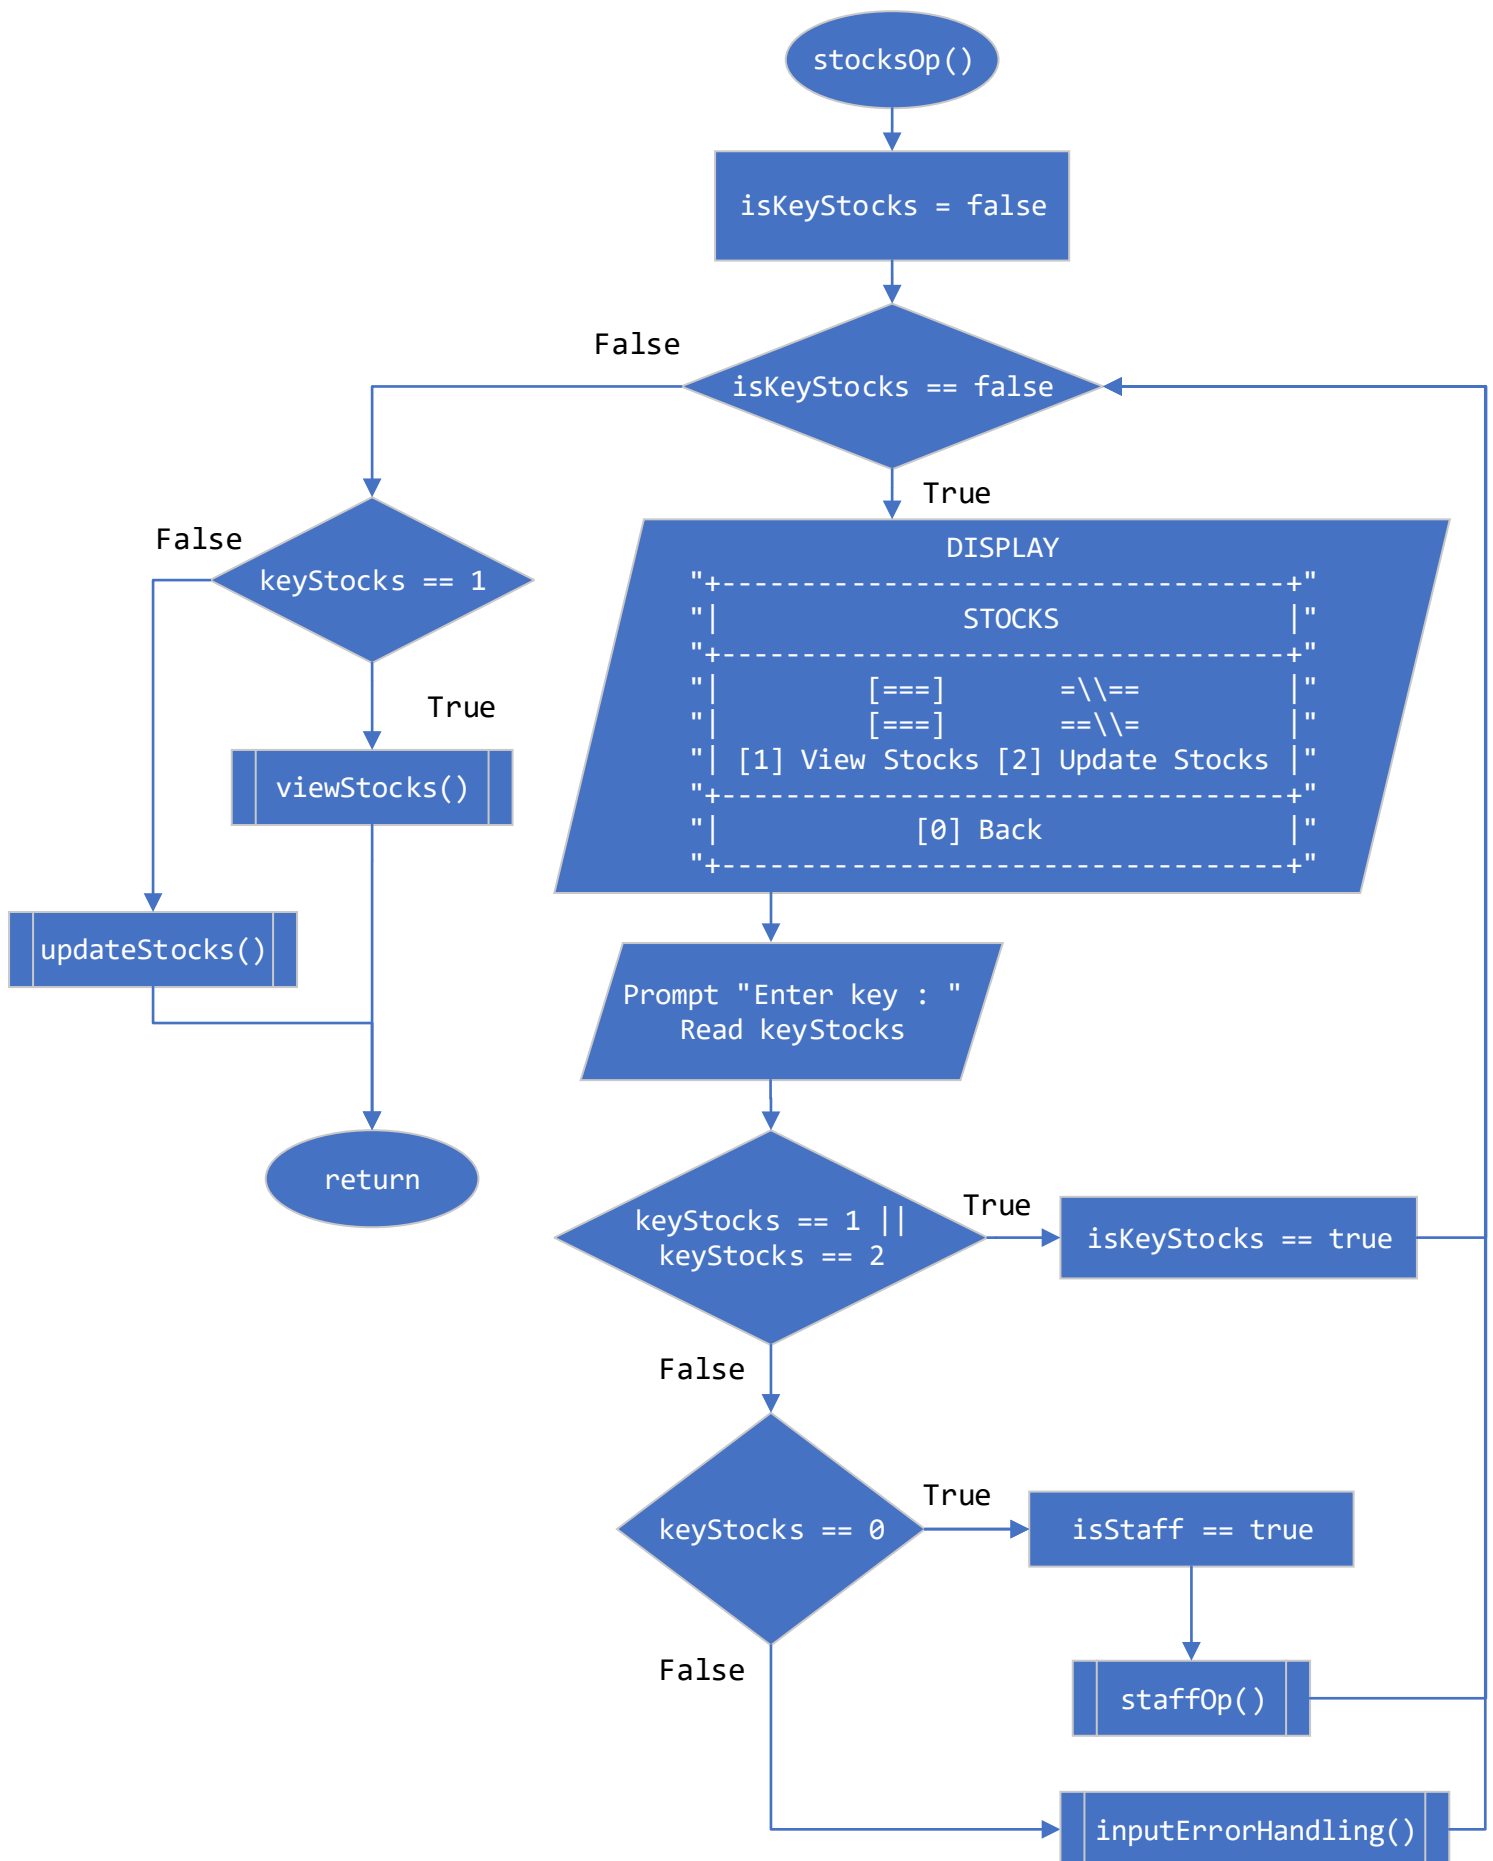 stocksOp()
isKeyStocks = false
False
isKeyStocks == false
True
False
keyStocks == 1
True
viewStocks()
updateStocks()
return
DISPLAY
"+-----------------------------------+"
"|               STOCKS              |"
"+-----------------------------------+"
"|         [===]       =\\==         |"
"|         [===]       ==\\=         |"
"| [1] View Stocks [2] Update Stocks |"
"+-----------------------------------+"
"|            [0] Back               |"
"+-----------------------------------+"
Prompt "Enter key : "
Read keyStocks
keyStocks == 1 ||
keyStocks == 2
True
isKeyStocks == true
False
keyStocks == 0
True
isStaff == true
False
staffOp()
inputErrorHandling()